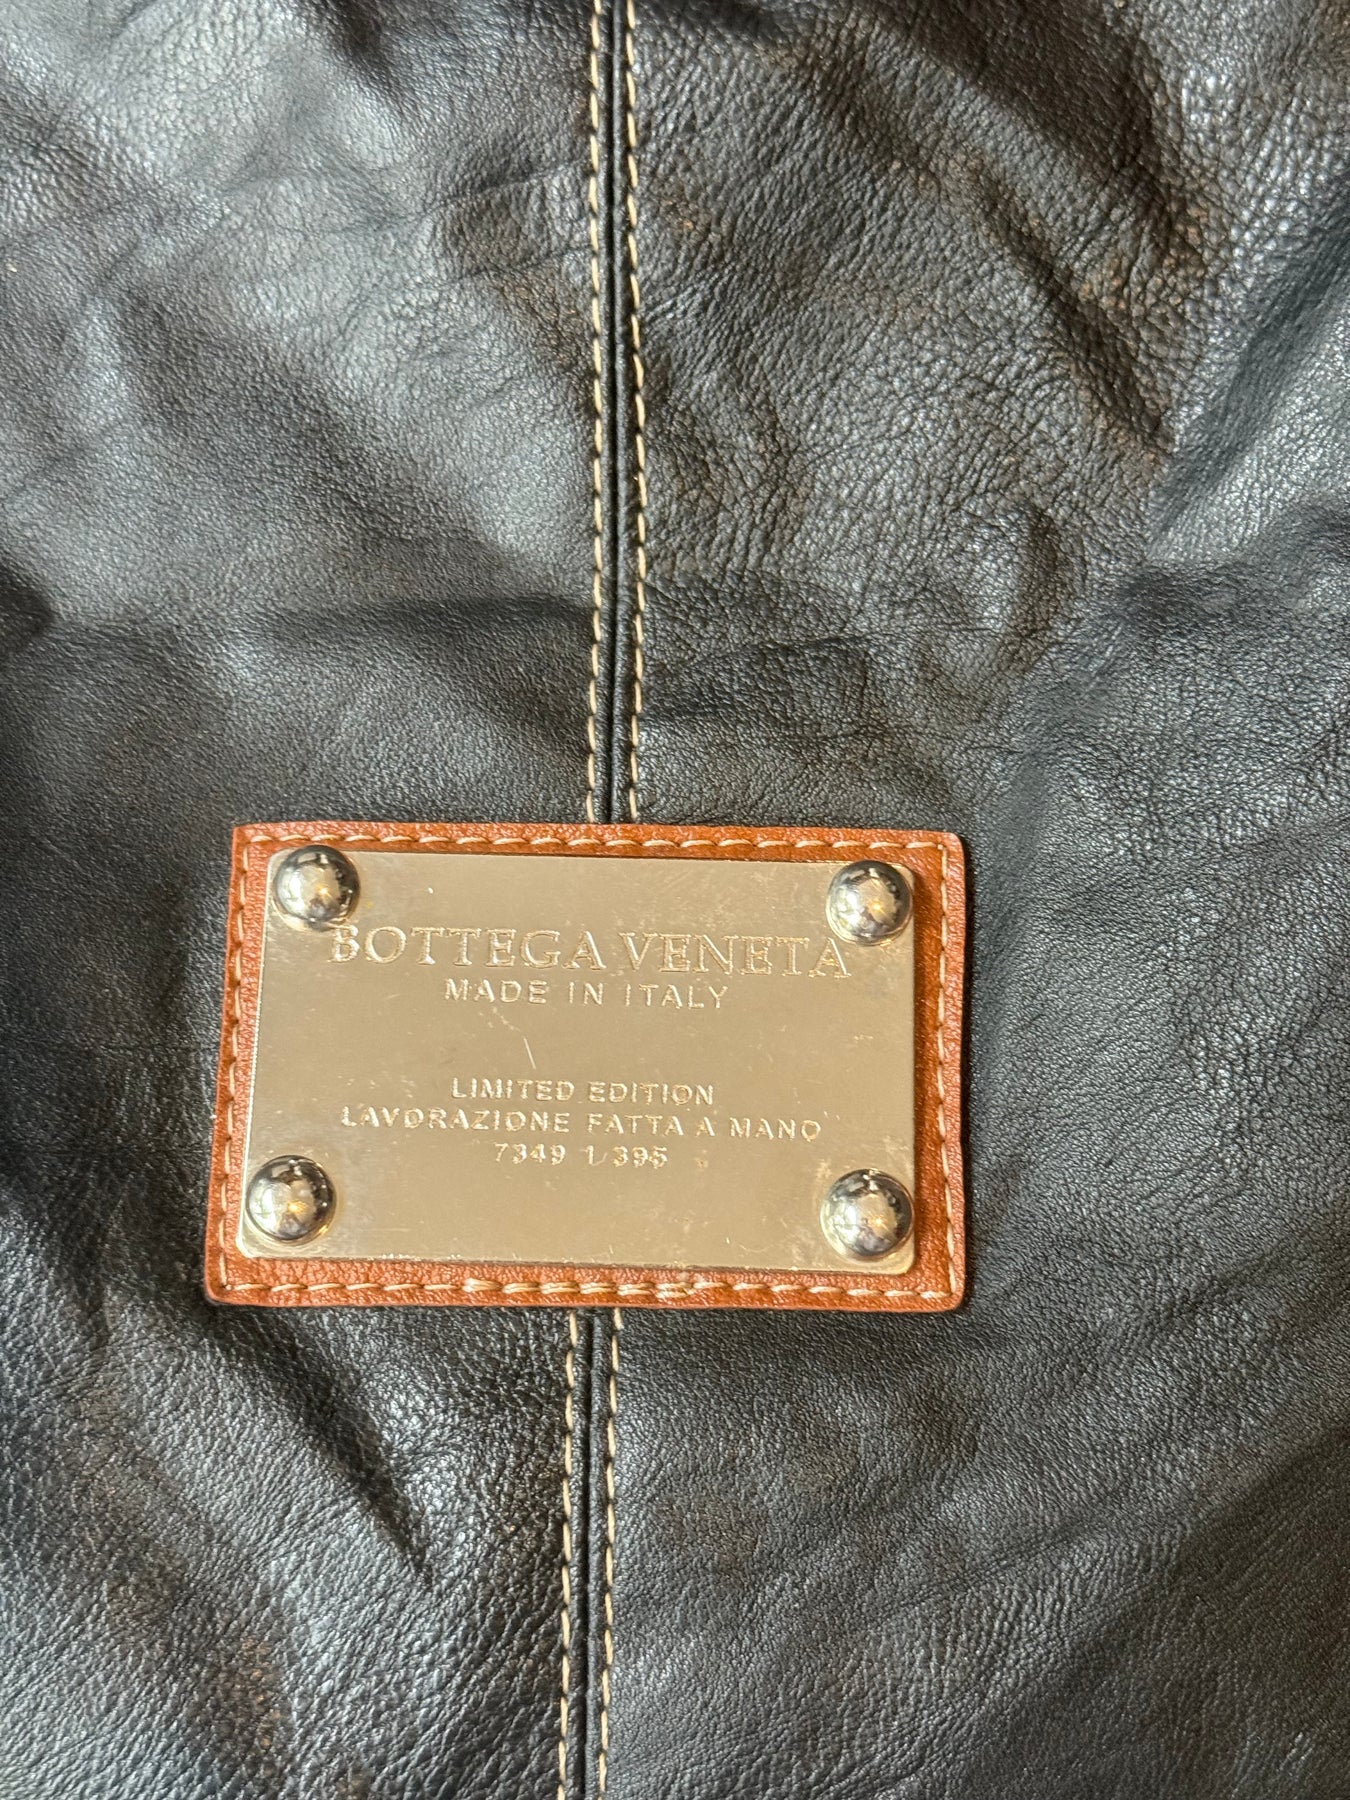 BOTTEGA VENETA
MADE IN ITALY
LIMITED EDITION
LAVORAZIONE FATTA A MANO
7349 1/395